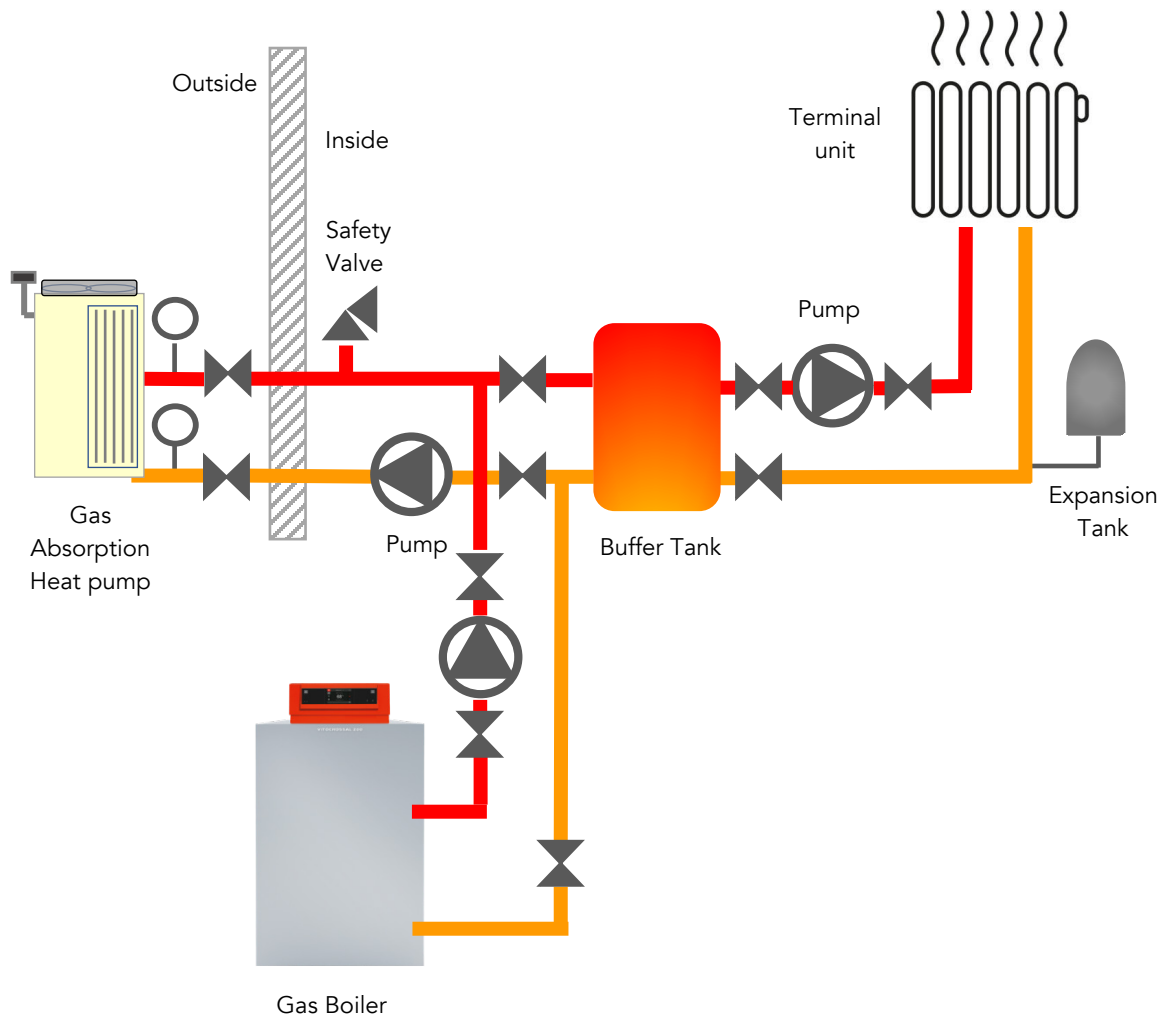 Outside
Inside
Safety
Valve
Terminal
unit
Pump
Gas
Absorption
Heat pump
Pump
Buffer Tank
Expansion
Tank
Gas Boiler